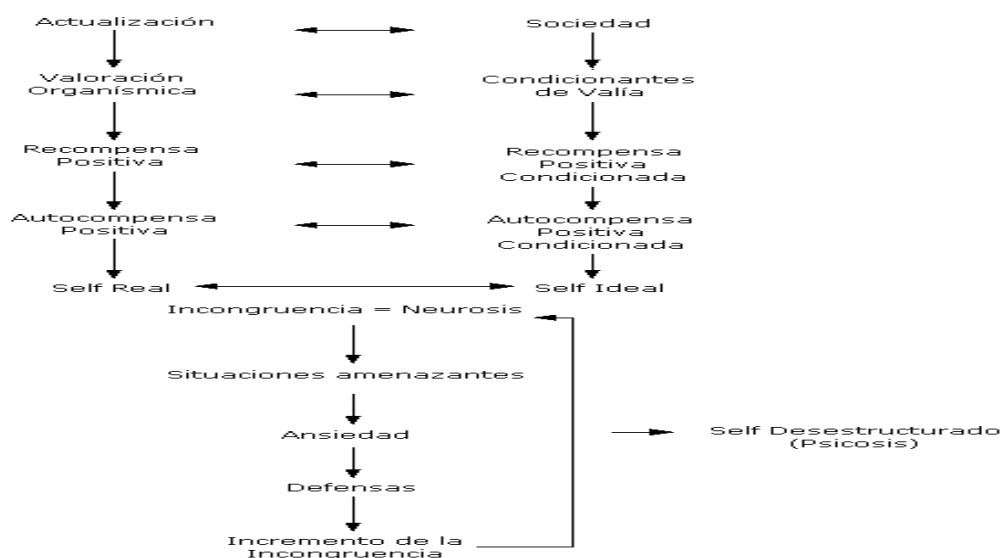 Actualización
Sociedad
Valoración
Organísmica
Condicionantes
de Valía
Recompensa
Positiva
Recompensa
Positiva
Condicionada
Autocompensa
Positiva
Autocompensa
Positiva
Condicionada
Self Real
Self Ideal
Incongruencia = Neurosis
Situaciones amenazantes
Ansiedad
Self Desestructurado
(Psicosis)
Defensas
Incremento de la
Incongruencia